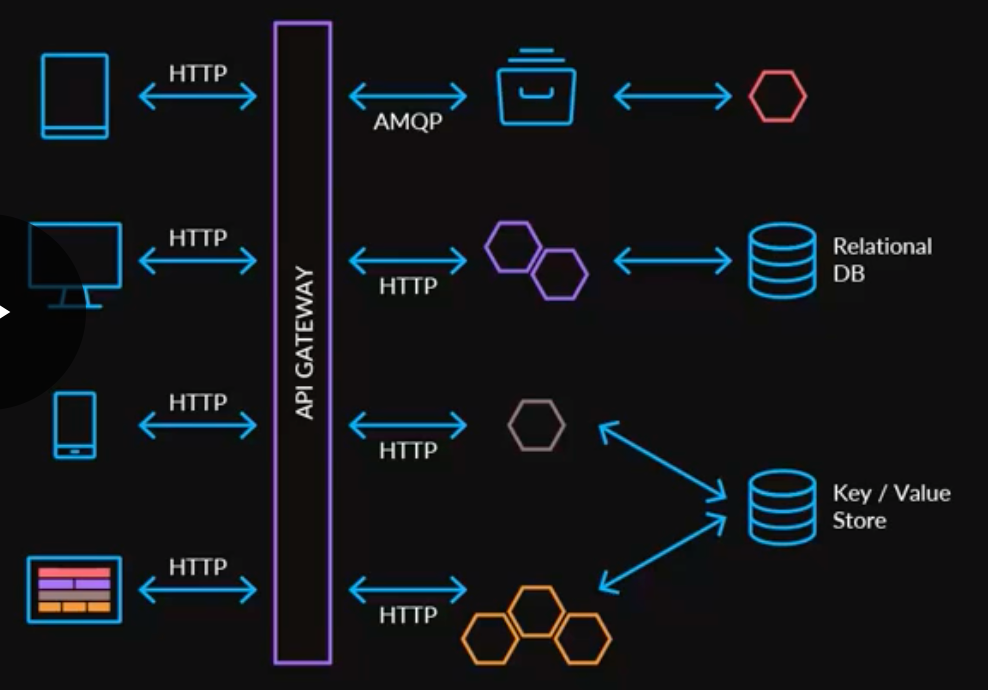 HTTP
AMQP
HTTP
HTTP
Relational
DB
API GATEWAY
HTTP
HTTP
Key / Value
Store
HTTP
HTTP